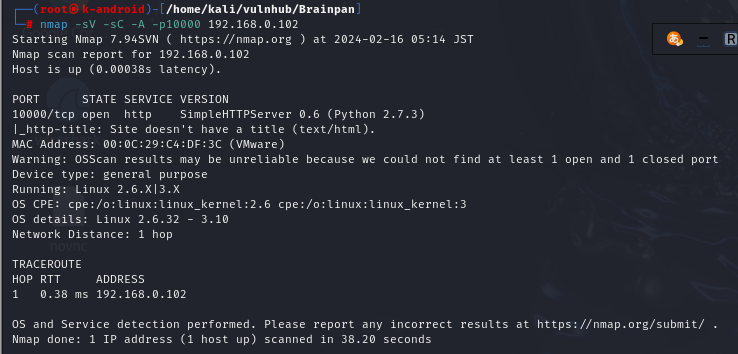 ┌──(root㉿k-android)-[/home/kali/vulnhub/Brainpan]
└─# nmap -sV -sC -A -p10000 192.168.0.102
Starting Nmap 7.94SVN ( https://nmap.org ) at 2024-02-16 05:14 JST
Nmap scan report for 192.168.0.102
Host is up (0.00038s latency).

PORT      STATE SERVICE VERSION
10000/tcp open  http    SimpleHTTPServer 0.6 (Python 2.7.3)
|_http-title: Site doesn't have a title (text/html).
MAC Address: 00:0C:29:C4:DF:3C (VMware)
Warning: OSScan results may be unreliable because we could not find at least 1 open and 1 closed port
Device type: general purpose
Running: Linux 2.6.X|3.X
OS CPE: cpe:/o:linux:linux_kernel:2.6 cpe:/o:linux:linux_kernel:3
OS details: Linux 2.6.32 - 3.10
Network Distance: 1 hop
novnc

TRACEROUTE
HOP RTT     ADDRESS
1   0.38 ms 192.168.0.102

OS and Service detection performed. Please report any incorrect results at https://nmap.org/submit/ .
Nmap done: 1 IP address (1 host up) scanned in 38.20 seconds
あ
R